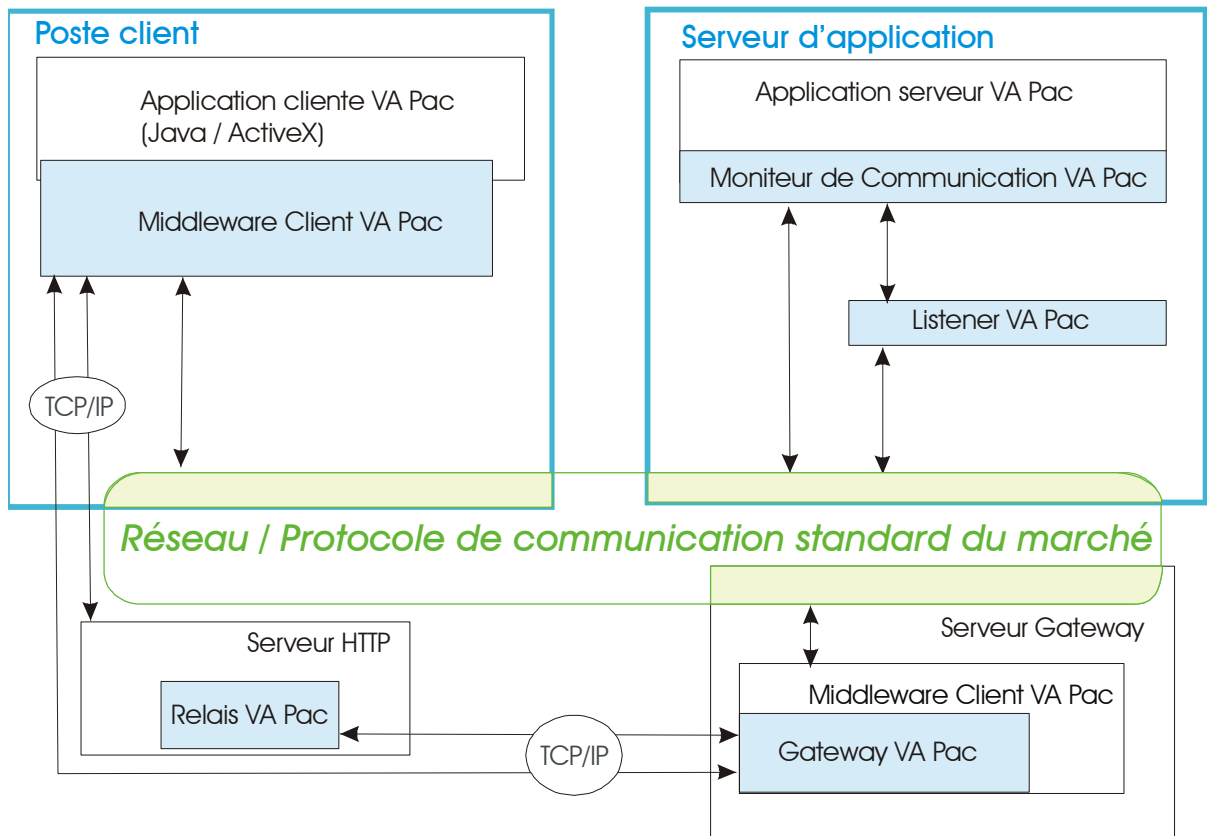 Poste client
Application cliente VA Pac
(Java / ActiveX)
Middleware Client VA Pac
Serveur d'application
Application serveur VA Pac
Moniteur de Communication VA Pac
Listener VA Pac
TCP/IP
Réseau / Protocole de communication standard du marché
Serveur HTTP
Relais VA Pac
TCP/IP
Serveur Gateway
Middleware Client VA Pac
Gateway VA Pac